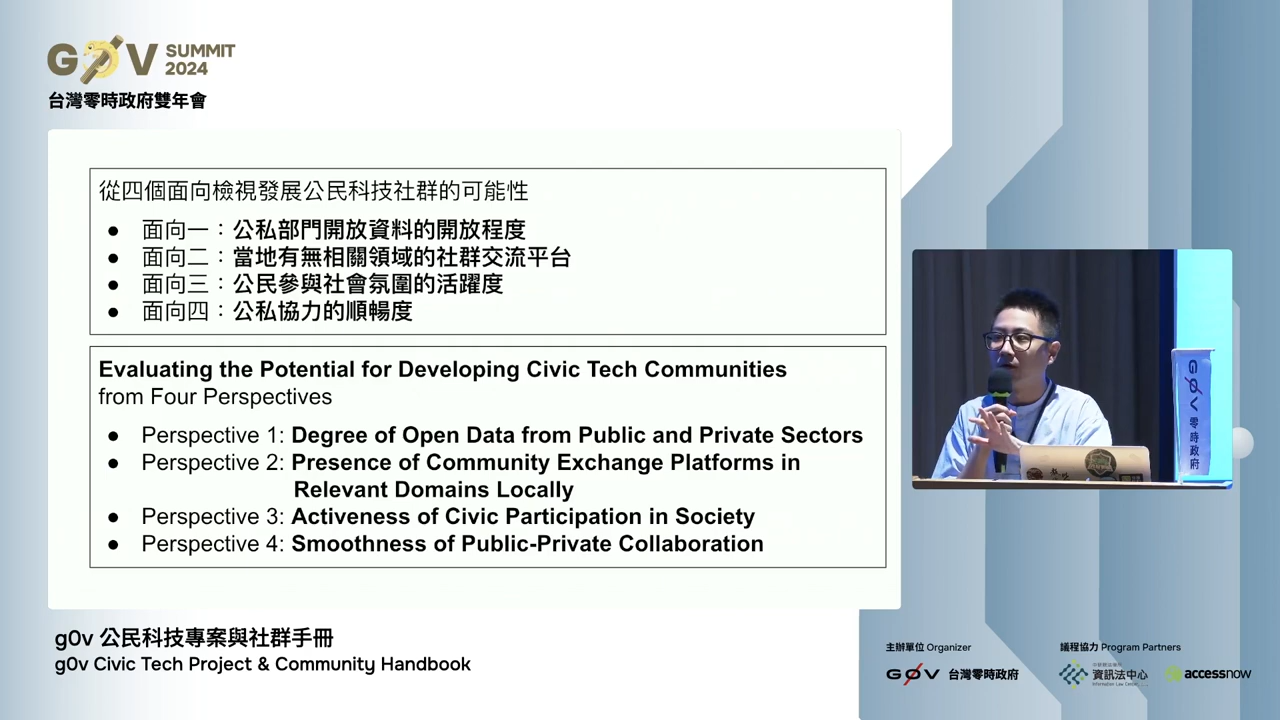 G0V SUMMIT
2024
台灣零時政府雙年會
從四個面向檢視發展公民科技社群的可能性
● 面向一：公私部門開放資料的開放程度
● 面向二：當地有無相關領域的社群交流平台
● 面向三：公民參與社會氛圍的活躍度
● 面向四：公私協力的順暢度
Evaluating the Potential for Developing Civic Tech Communities
from Four Perspectives
● Perspective 1: Degree of Open Data from Public and Private Sectors
● Perspective 2: Presence of Community Exchange Platforms in
Relevant Domains Locally
● Perspective 3: Activeness of Civic Participation in Society
● Perspective 4: Smoothness of Public-Private Collaboration
G0V 零時政府
g0v 公民科技專案與社群手冊
g0v Civic Tech Project & Community Handbook
主辦單位 Organizer
G0V 台灣零時政府
議程協力 Program Partners
資訊法中心
Information Law Center
accessnow